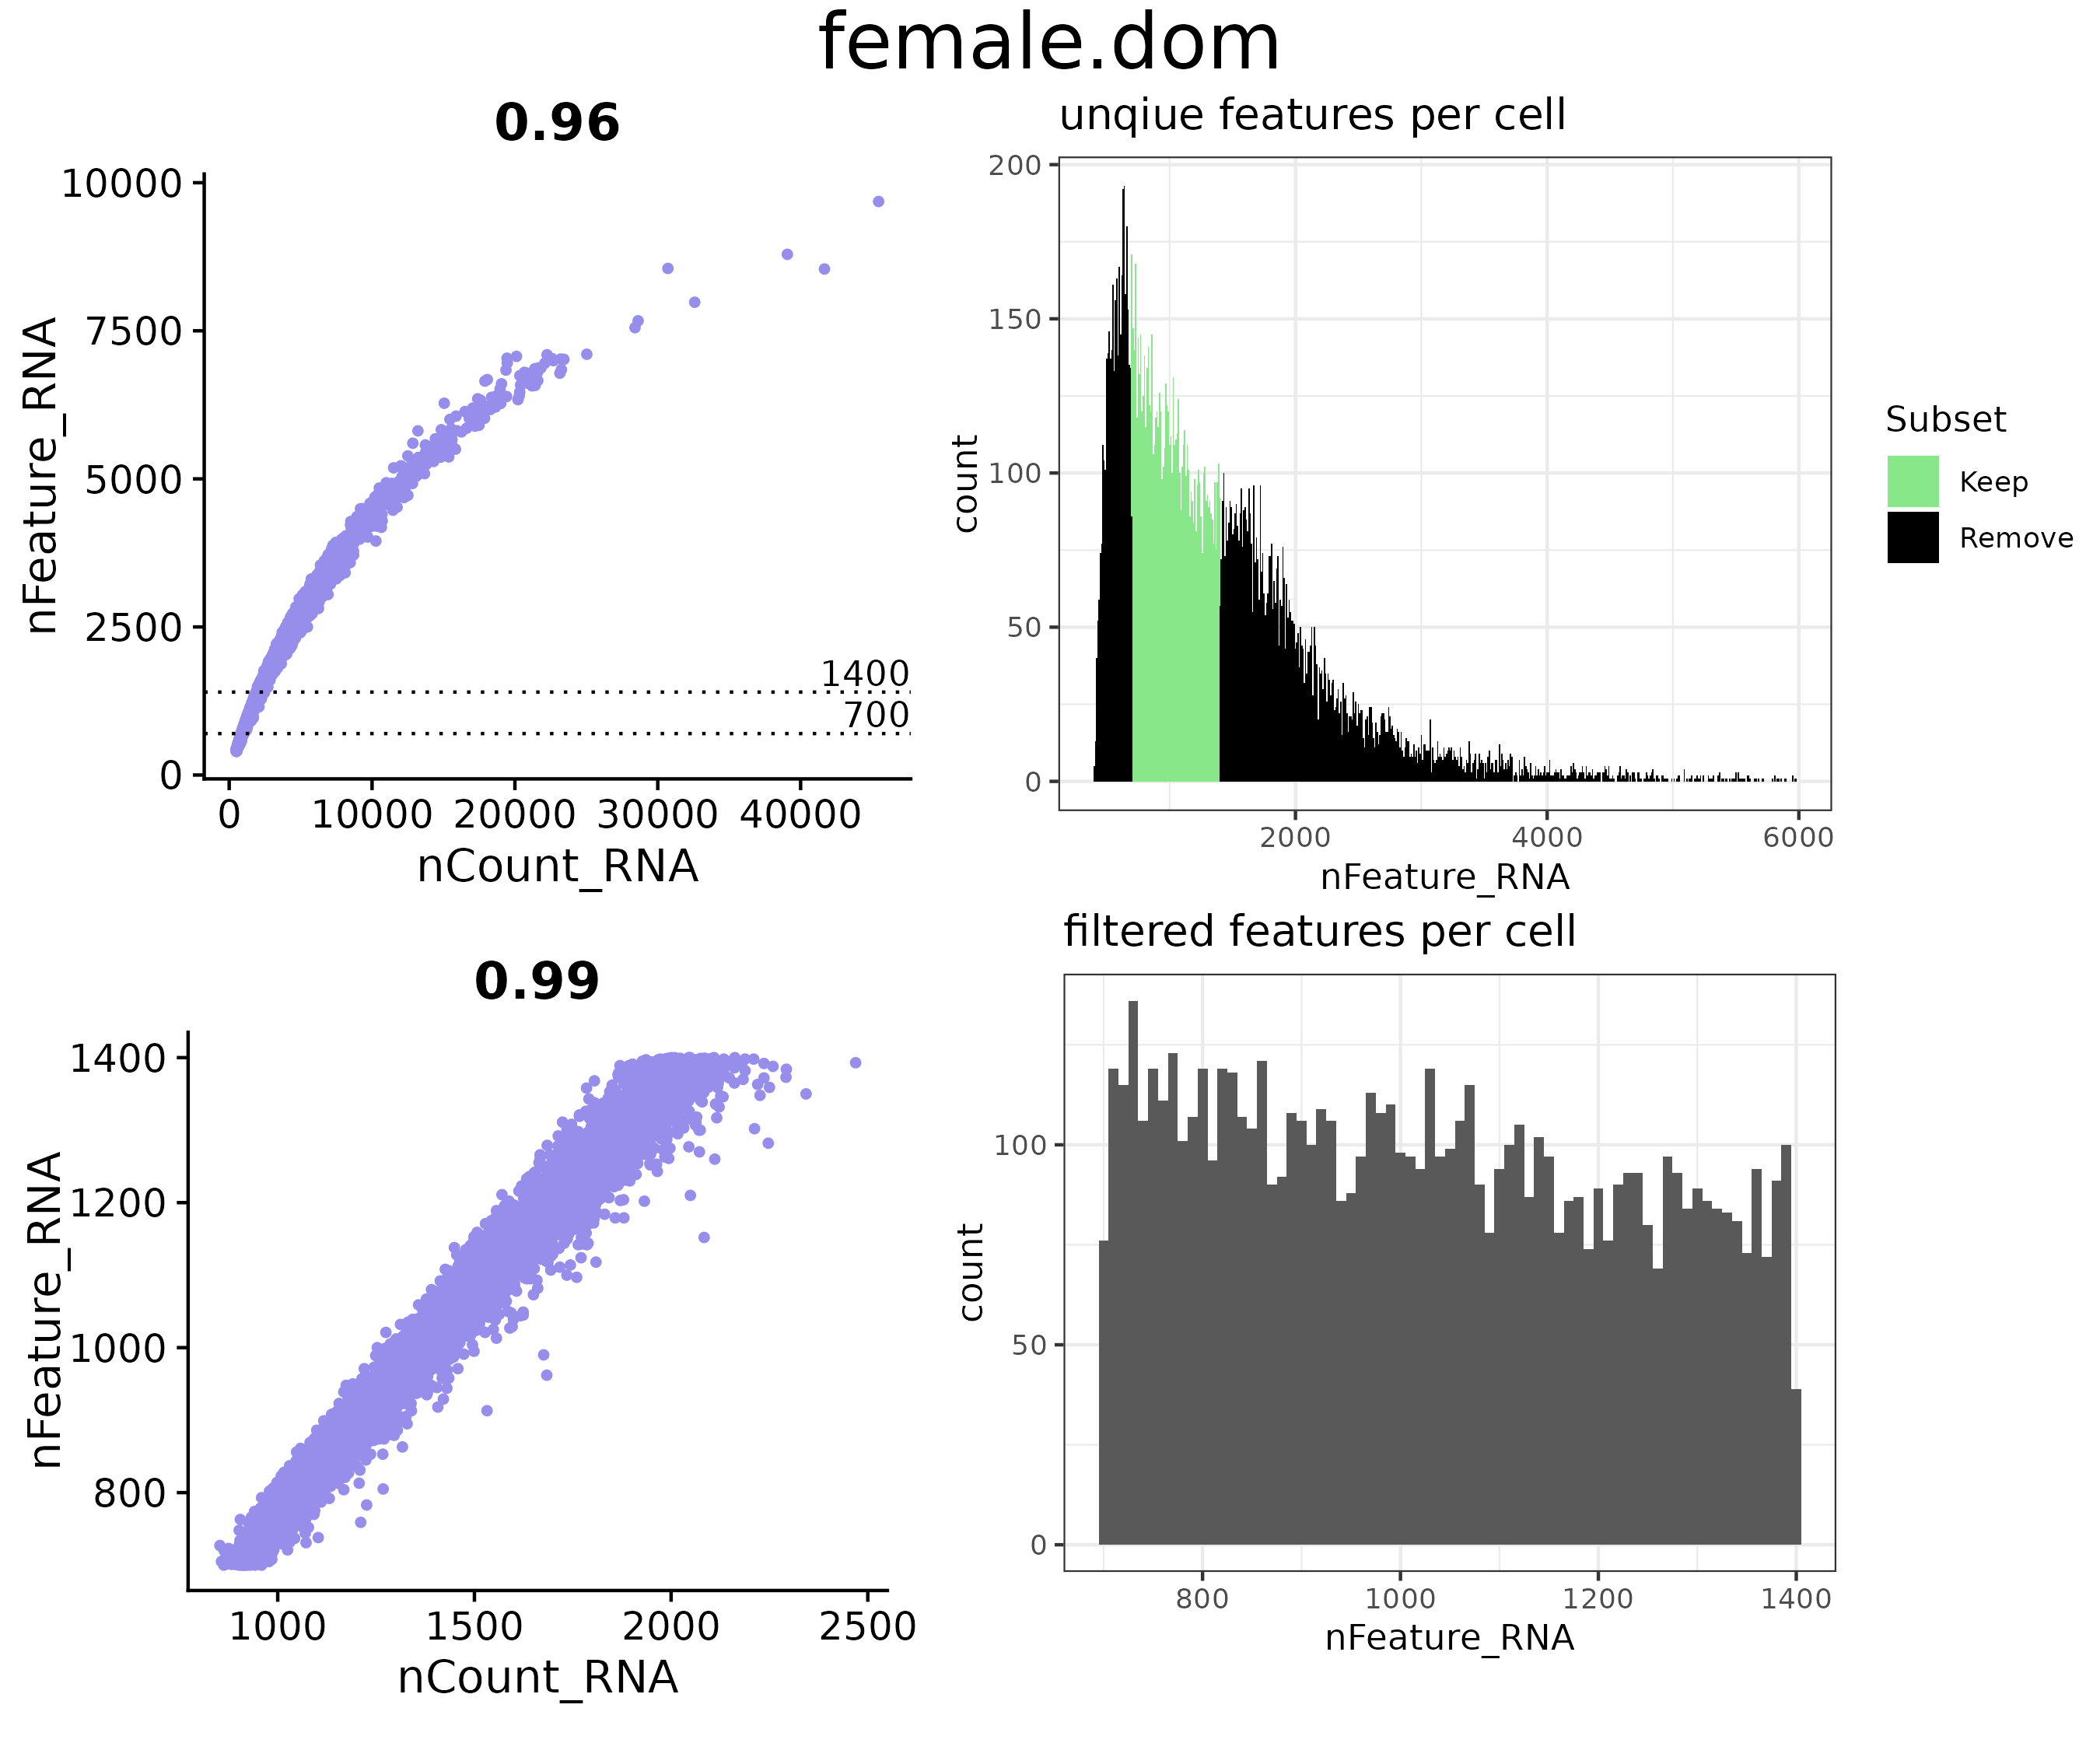 female.dom
0.96
nFeature_RNA
10000
7500
5000
2500
0
1400
700
0 10000 20000 30000 40000
nCount_RNA
unqiue features per cell
count
200
150
100
50
0
2000 4000 6000
nFeature_RNA
Subset
Keep
Remove
0.99
nFeature_RNA
1400
1200
1000
800
1000 1500 2000 2500
nCount_RNA
filtered features per cell
count
100
50
0
800 1000 1200 1400
nFeature_RNA